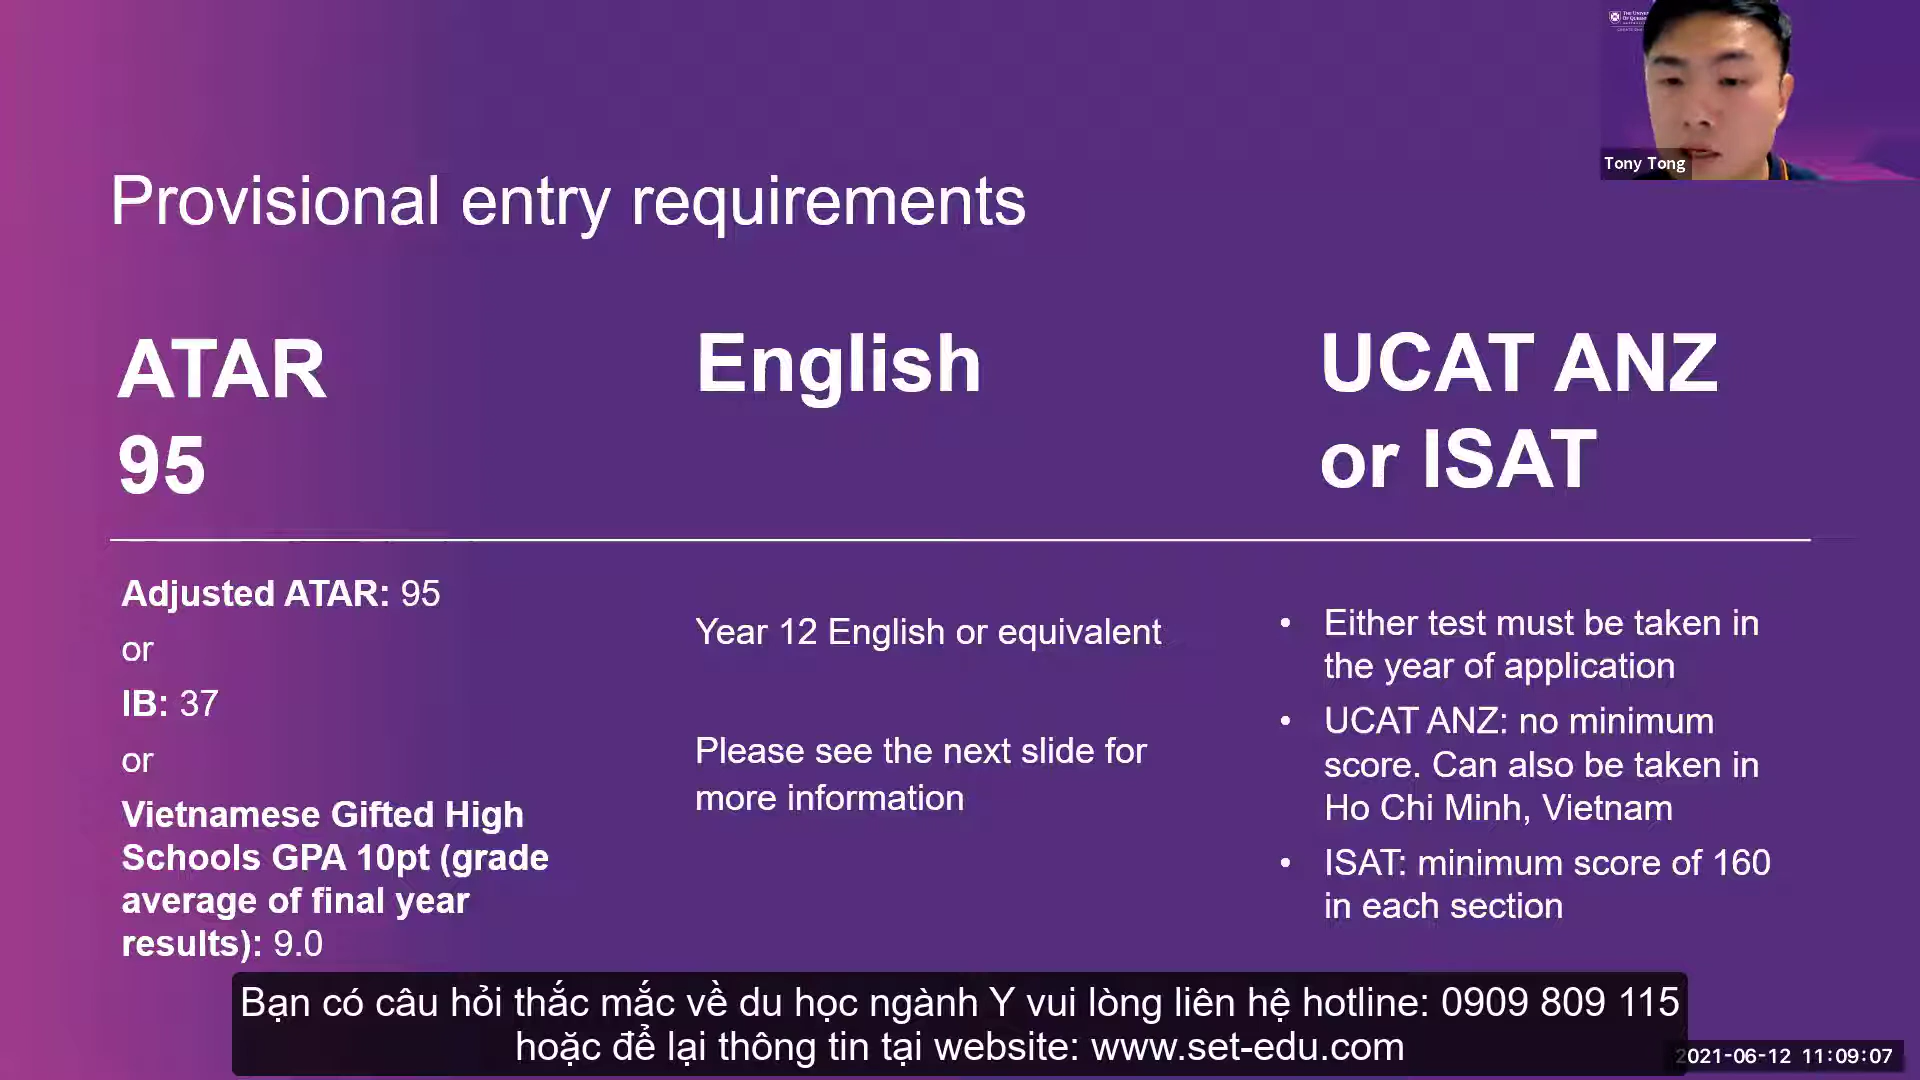 Provisional entry requirements
Tony Tong
ATAR
95
English
UCAT ANZ
or ISAT
Adjusted ATAR: 95
or
IB: 37
or
Vietnamese Gifted High
Schools GPA 10pt (grade
average of final year
results): 9.0
Year 12 English or equivalent
Please see the next slide for
more information
• Either test must be taken in
the year of application
• UCAT ANZ: no minimum
score. Can also be taken in
Ho Chi Minh, Vietnam
• ISAT: minimum score of 160
in each section
Bạn có câu hỏi thắc mắc về du học ngành Y vui lòng liên hệ hotline: 0909 809 115
hoặc để lại thông tin tại website: www.set-edu.com
2021-06-12 11:09:07